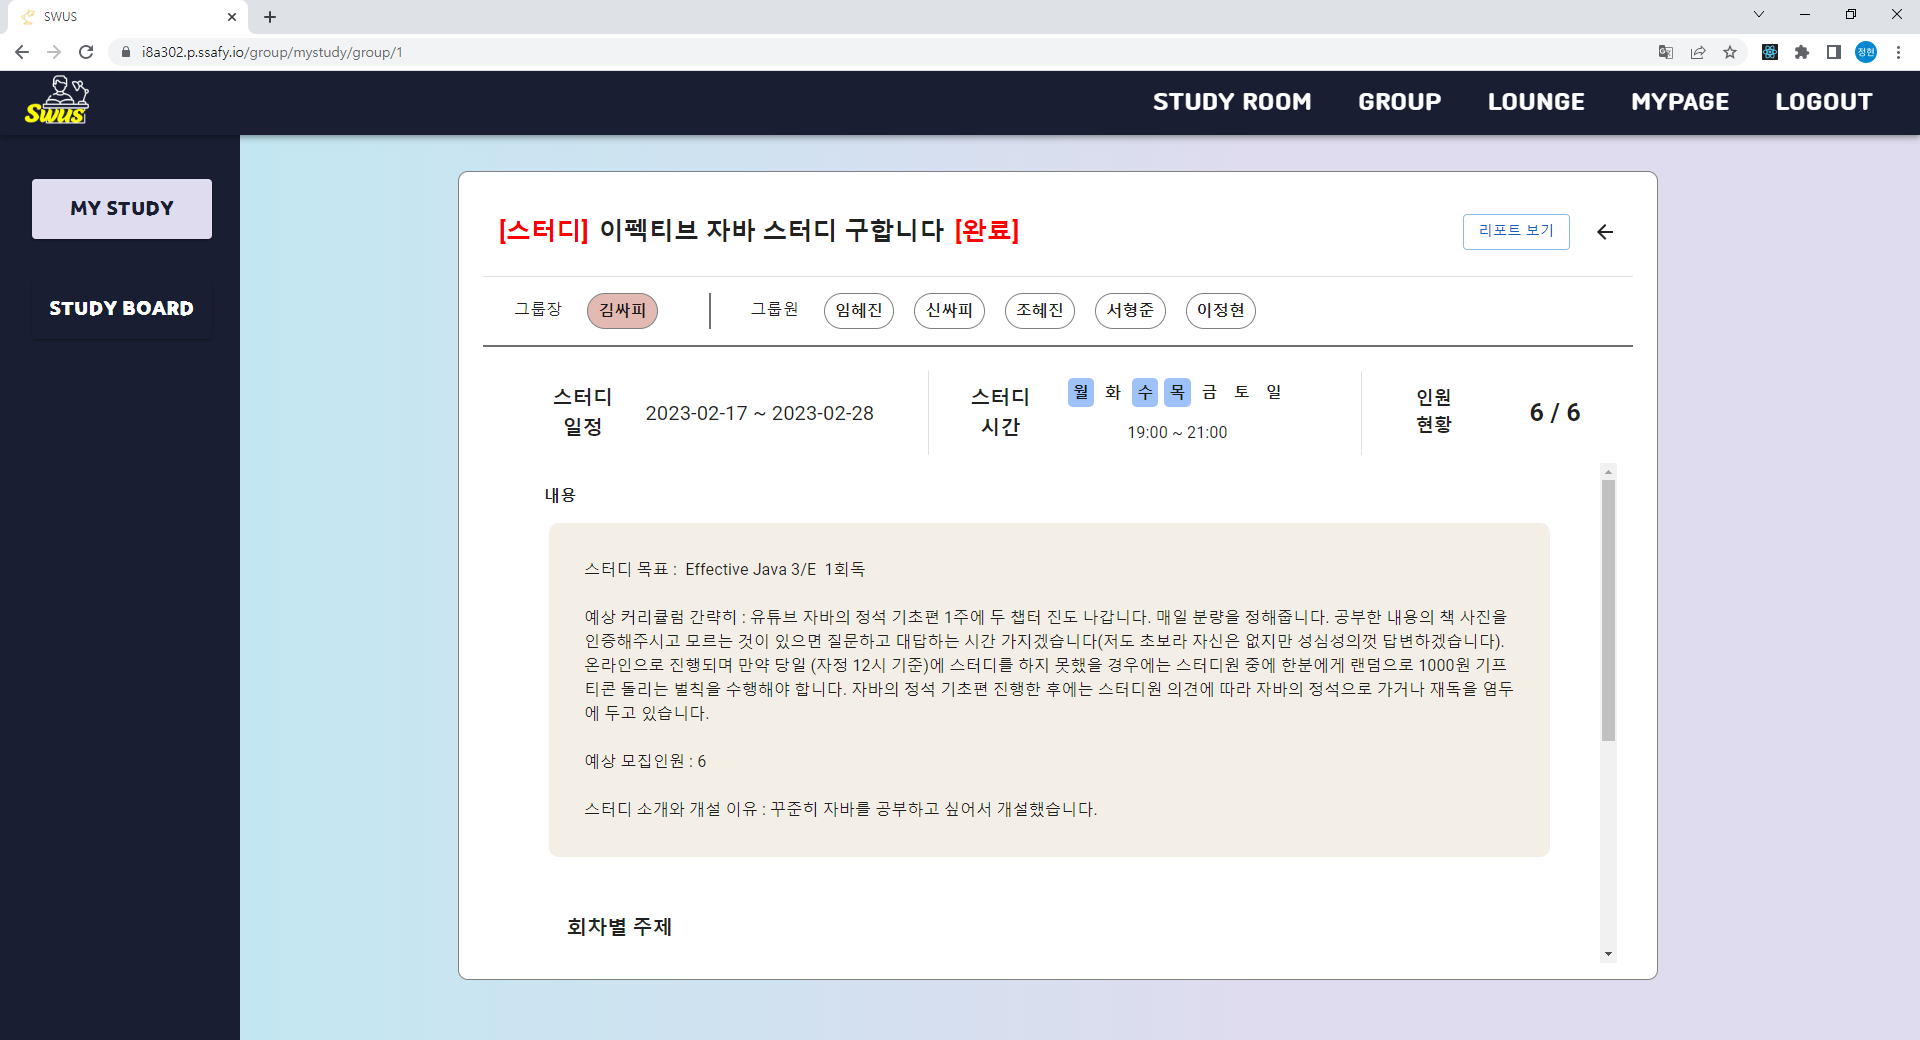 SWUS
i8a302.p.ssafy.io/group/mystudy/group/1
정현
Swus
STUDY ROOM GROUP LOUNGE MYPAGE LOGOUT
MY STUDY
STUDY BOARD
[스터디] 이펙티브 자바 스터디 구합니다 [완료]
리포트 보기
그룹장 김싸피 그룹원 임혜진 신싸피 조혜진 서형준 이정현
스터디
일정
2023-02-17 ~ 2023-02-28
스터디
시간
월 화 수 목 금 토 일
19:00 ~ 21:00
인원
현황
6 / 6
내용
스터디 목표 : Effective Java 3/E 1회독
예상 커리큘럼 간략히 : 유튜브 자바의 정석 기초편 1주에 두 챕터 진도 나갑니다. 매일 분량을 정해줍니다. 공부한 내용의 책 사진을
인증해주시고 모르는 것이 있으면 질문하고 대답하는 시간 가지겠습니다(저도 초보라 자신은 없지만 성심성의껏 답변하겠습니다).
온라인으로 진행되며 만약 당일 (자정 12시 기준)에 스터디를 하지 못했을 경우에는 스터디원 중에 한분에게 랜덤으로 1000원 기프
티콘 돌리는 벌칙을 수행해야 합니다. 자바의 정석 기초편 진행한 후에는 스터디원 의견에 따라 자바의 정석으로 가거나 재독을 염두
에 두고 있습니다.
예상 모집인원 : 6
스터디 소개와 개설 이유 : 꾸준히 자바를 공부하고 싶어서 개설했습니다.
회차별 주제